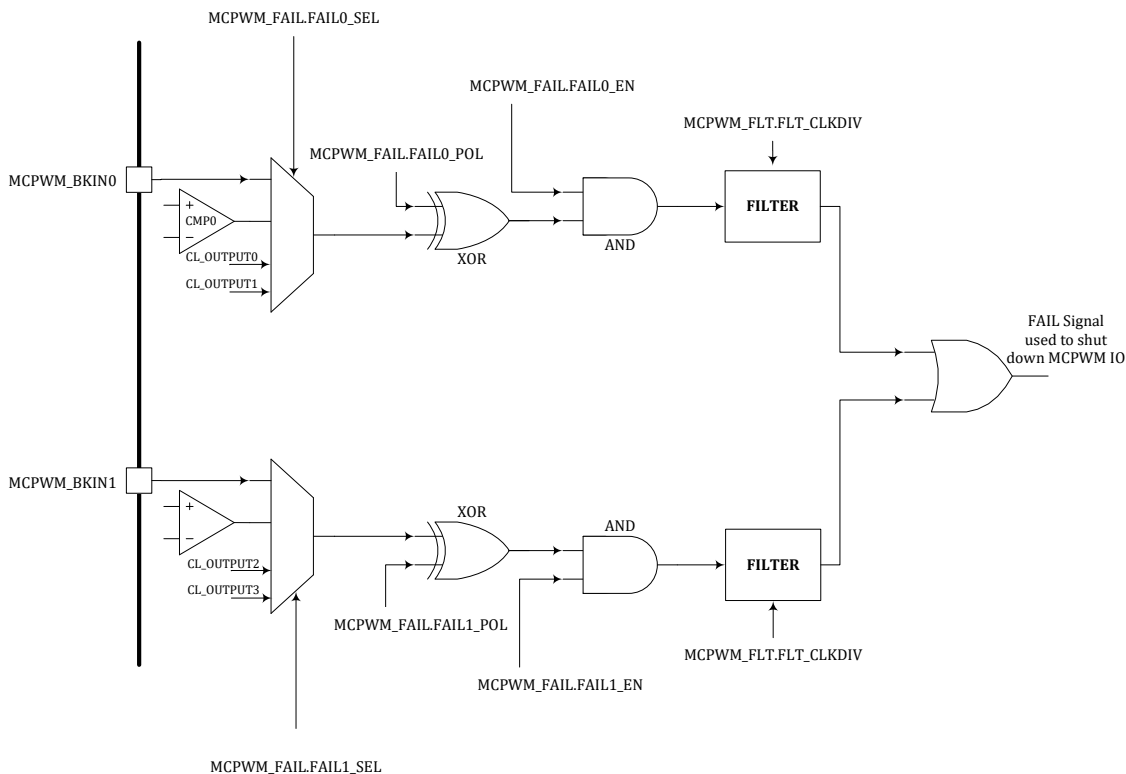 MCPWM_FAIL.FAIL0_SEL
MCPWM_FAIL.FAIL0_EN
MCPWM_FLT.FLT_CLKDIV
MCPWM_FAIL.FAIL0_POL
MCPWM_BKIN0
+
CMP0
−
CL_OUTPUT0
CL_OUTPUT1
XOR
AND
FILTER
FAIL Signal
used to shut
down MCPWM IO
MCPWM_BKIN1
+
−
CL_OUTPUT2
CL_OUTPUT3
XOR
AND
FILTER
MCPWM_FAIL.FAIL1_POL
MCPWM_FLT.FLT_CLKDIV
MCPWM_FAIL.FAIL1_EN
MCPWM_FAIL.FAIL1_SEL